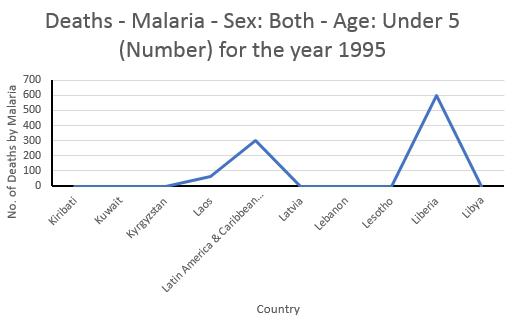 Deaths - Malaria - Sex: Both - Age: Under 5
(Number) for the year 1995
No. of Deaths by Malaria
700
600
500
400
300
200
100
0
Kiribati
Kuwait
Kyrgyzstan
Laos
Latin America & Caribbean...
Latvia
Lebanon
Lesotho
Liberia
Libya
Country